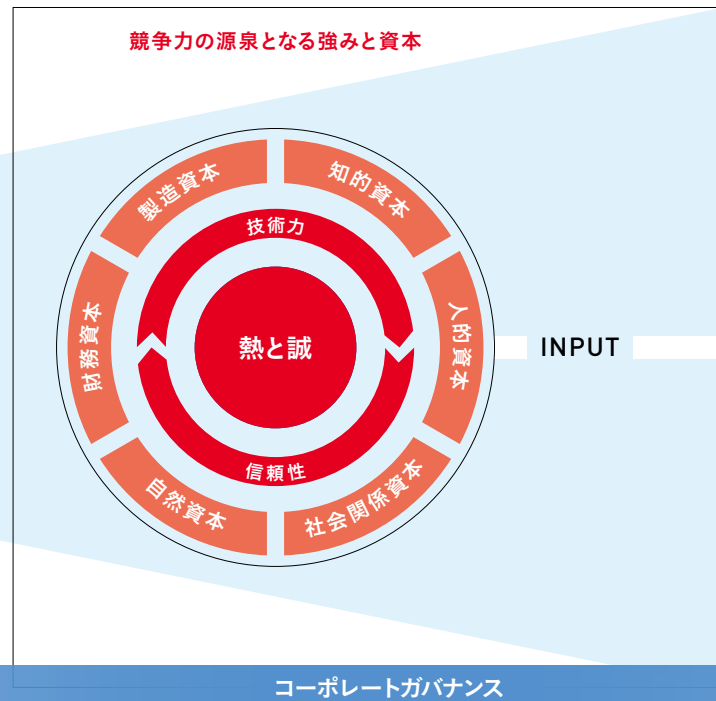 競争力の源泉となる強みと資本
製造資本
知的資本
技術力
財務資本
熱と誠
人的資本
INPUT
信頼性
自然資本
社会関係資本
コーポレートガバナンス